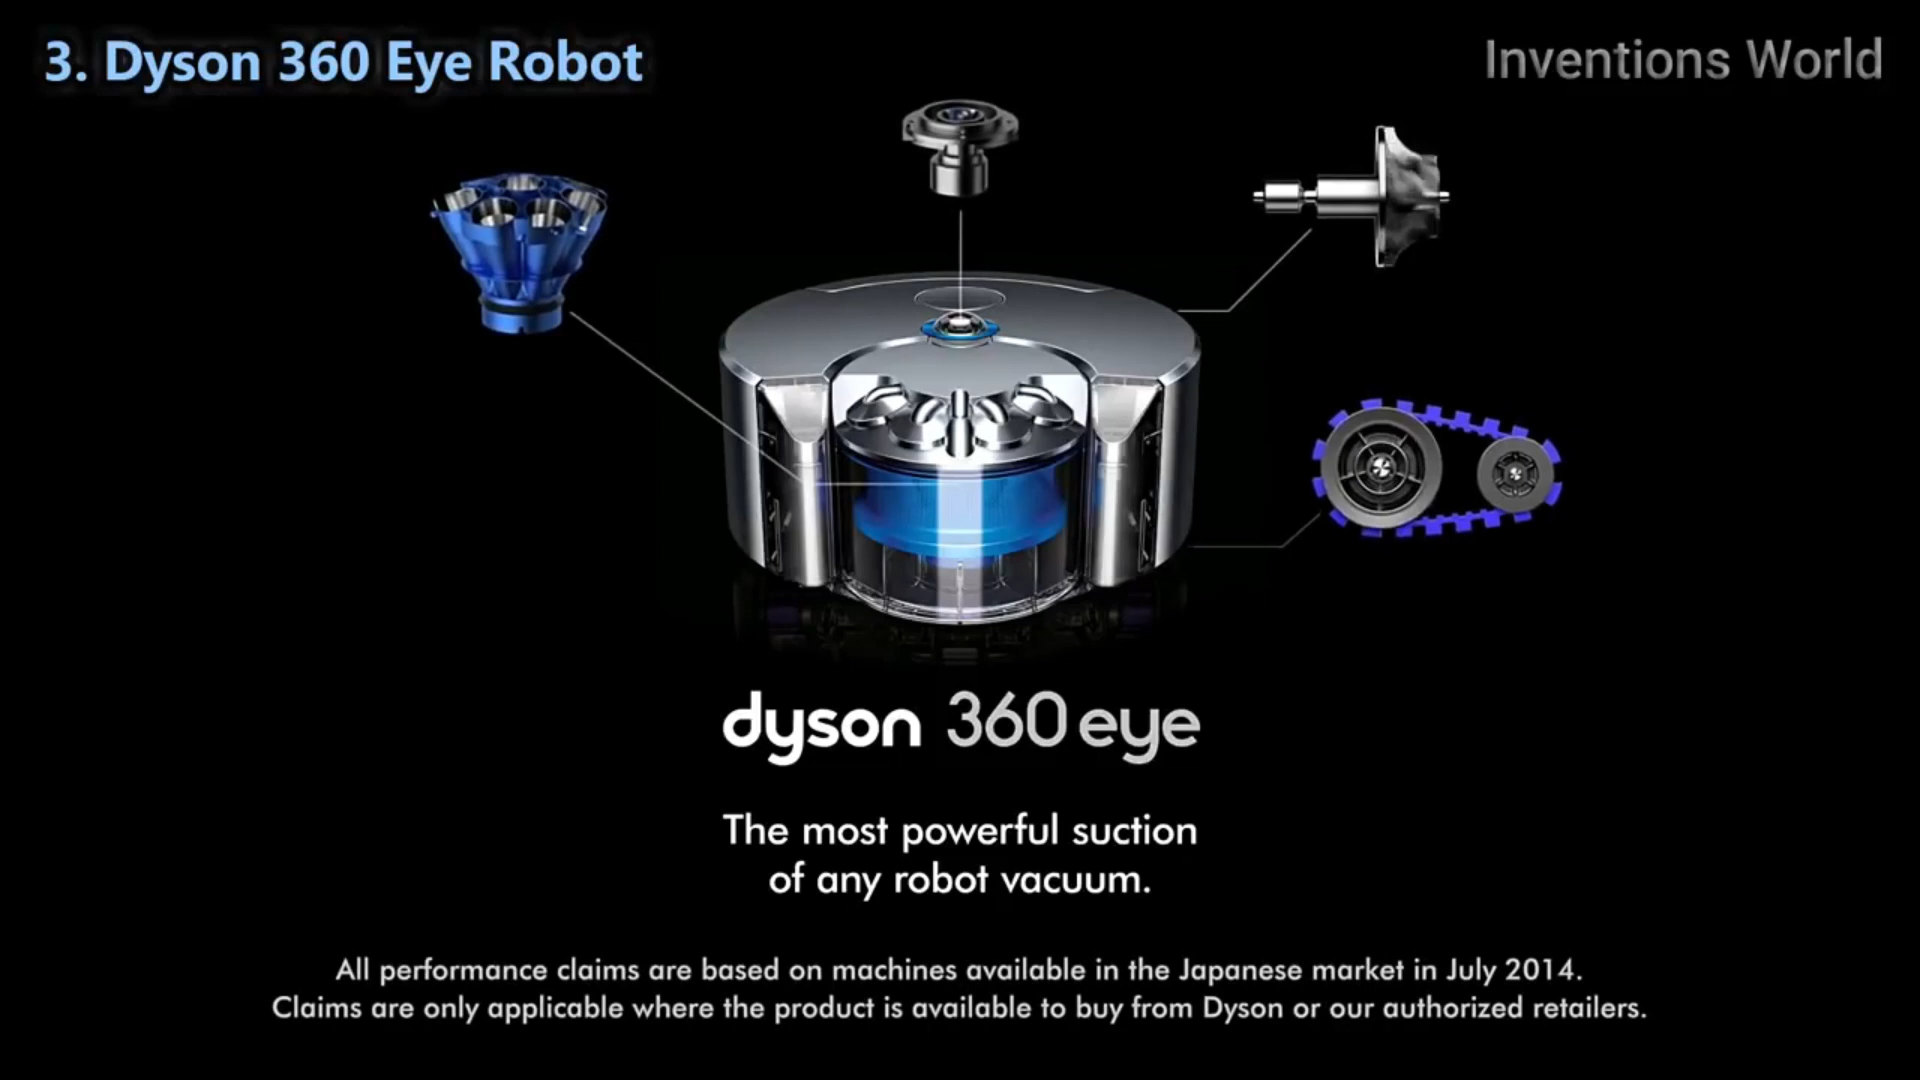 3. Dyson 360 Eye Robot
Inventions World
dyson 360 eye
The most powerful suction
of any robot vacuum.
All performance claims are based on machines available in the Japanese market in July 2014.
Claims are only applicable where the product is available to buy from Dyson or our authorized retailers.